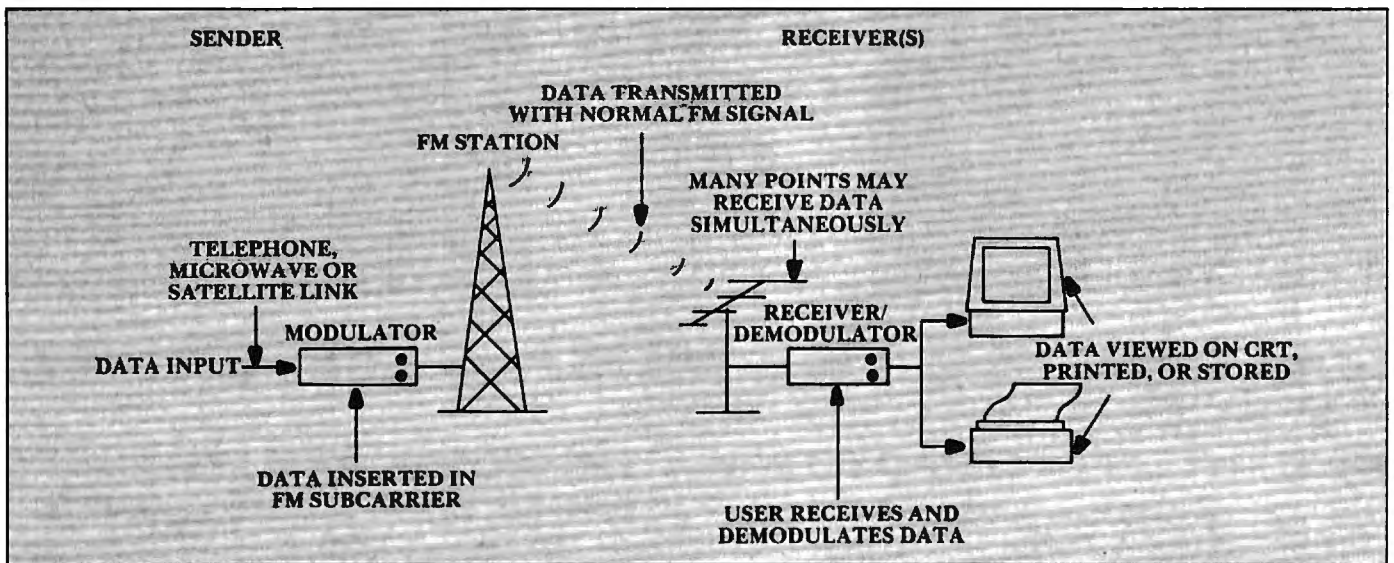 SENDER
RECEIVER(S)
DATA TRANSMITTED
WITH NORMAL FM SIGNAL
FM STATION
MANY POINTS MAY
RECEIVE DATA
SIMULTANEOUSLY
TELEPHONE,
MICROWAVE OR
SATELLITE LINK
MODULATOR
RECEIVER/
DEMODULATOR
DATA INPUT
DATA VIEWED ON CRT,
PRINTED, OR STORED
DATA INSERTED IN
FM SUBCARRIER
USER RECEIVES AND
DEMODULATES DATA